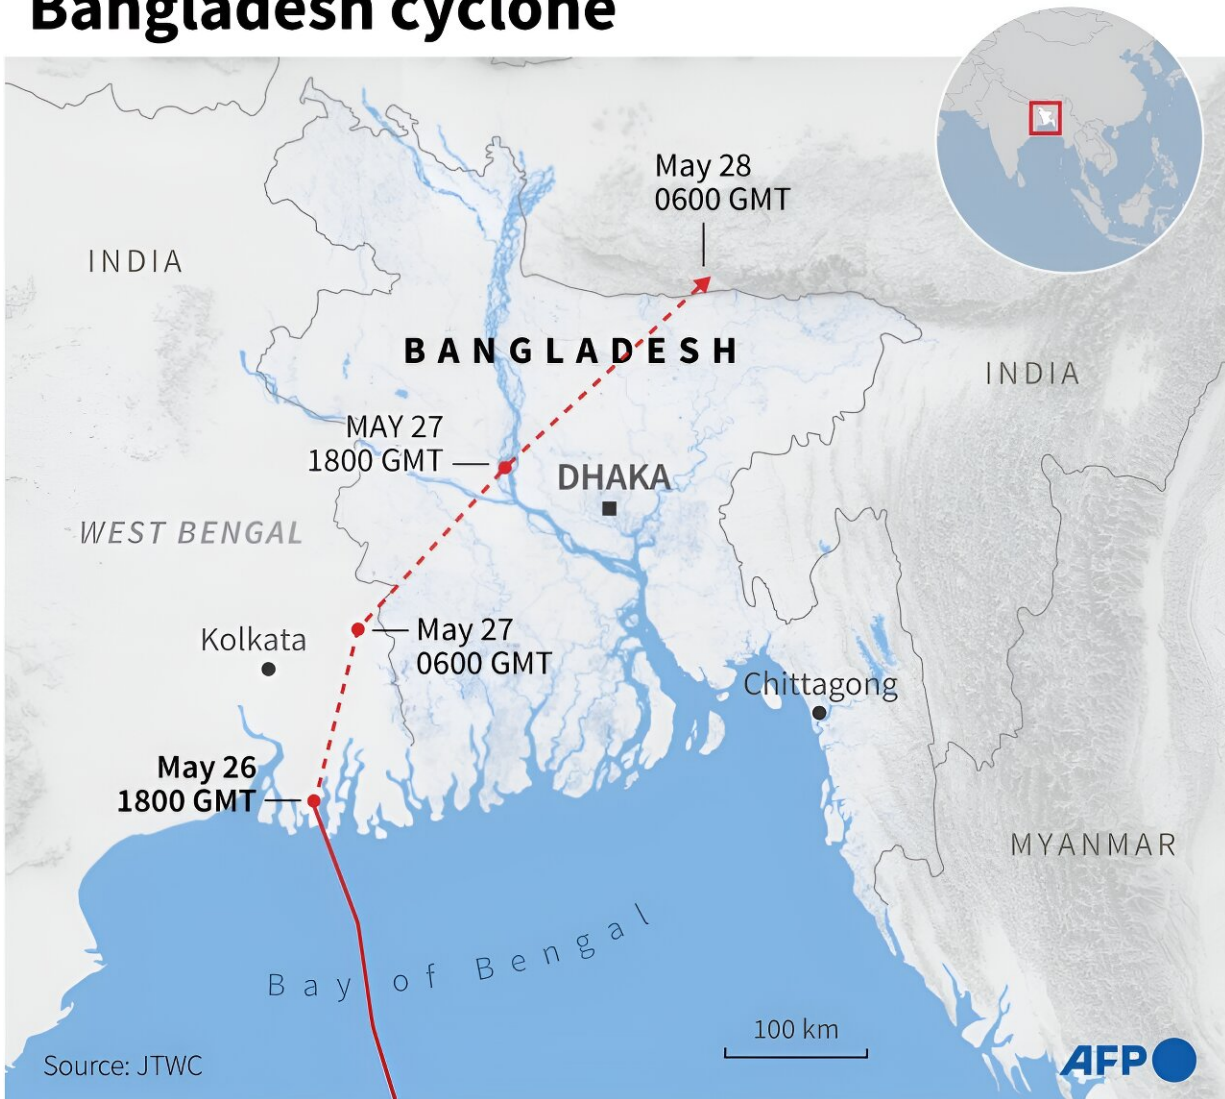 Bangladesh cyclone
May 28
0600 GMT
INDIA
BANGLADESH
INDIA
MAY 27
1800 GMT
DHAKA
WEST BENGAL
Kolkata
May 27
0600 GMT
Chittagong
May 26
1800 GMT
MYANMAR
Bay of Bengal
100 km
Source: JTWC
AFP